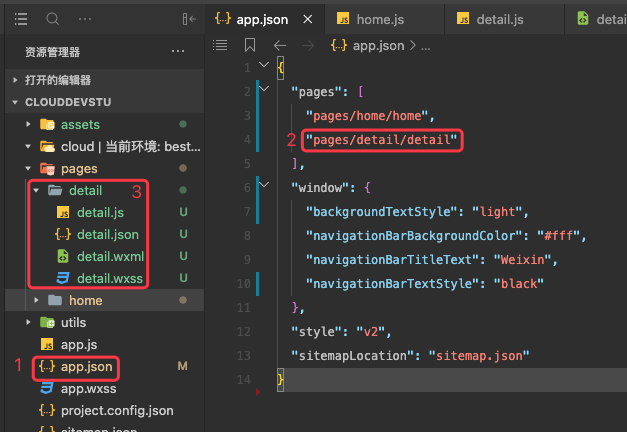 app.json
home.js
detail.js
detai
资源管理器
app.json > ...
打开的编辑器
CLOUDDEVSTU
assets
cloud | 当前环境: best...
pages
detail
3
detail.js U
detail.json U
detail.wxml U
detail.wxss U
home
utils
app.js
1
app.json M
app.wxss
project.config.json
sitemap.json
1 {
2 "pages": [
3 "pages/home/home",
2
4 "pages/detail/detail"
5 ],
6 "window": {
7 "backgroundTextStyle": "light",
8 "navigationBarBackgroundColor": "#fff",
9 "navigationBarTitleText": "Weixin",
10 "navigationBarTextStyle": "black"
11 },
12 "style": "v2",
13 "sitemapLocation": "sitemap.json"
14 }